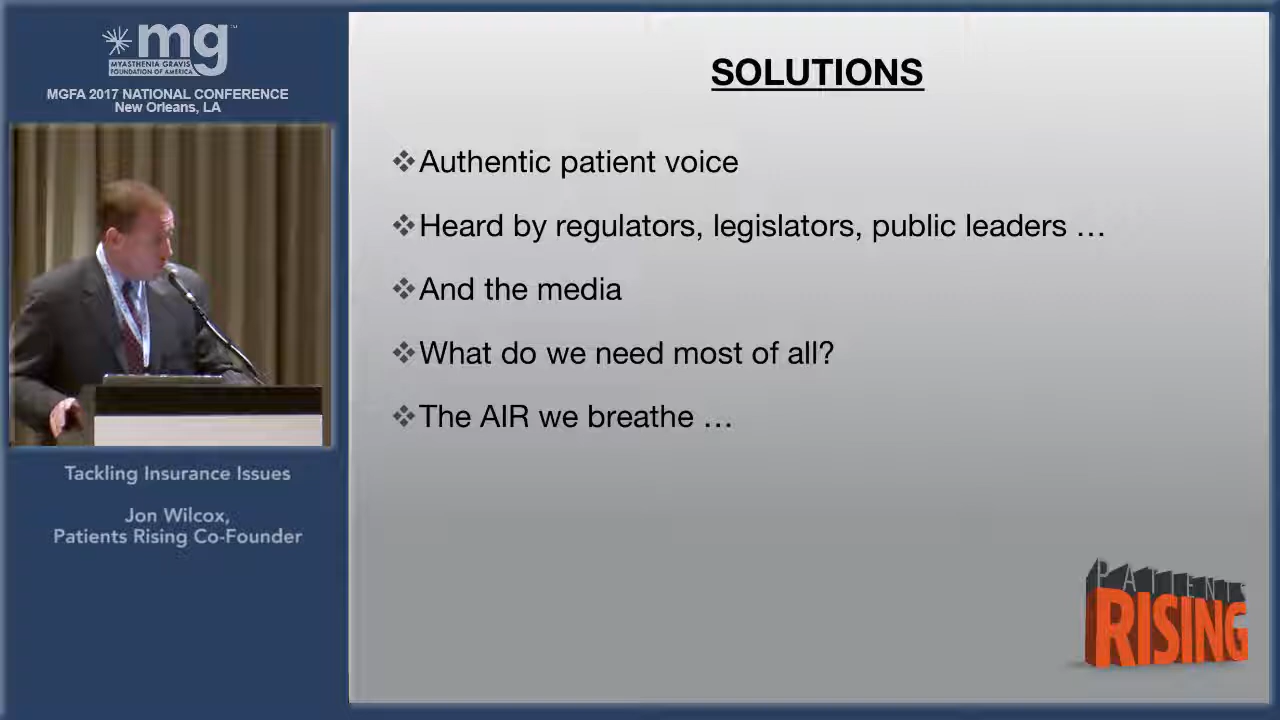 mg
MYASTHENIA GRAVIS
FOUNDATION OF AMERICA
MGFA 2017 NATIONAL CONFERENCE
New Orleans, LA
Tackling Insurance Issues
Jon Wilcox,
Patients Rising Co-Founder
SOLUTIONS
❖Authentic patient voice
❖Heard by regulators, legislators, public leaders …
❖And the media
❖What do we need most of all?
❖The AIR we breathe …
PATIENTS
RISING